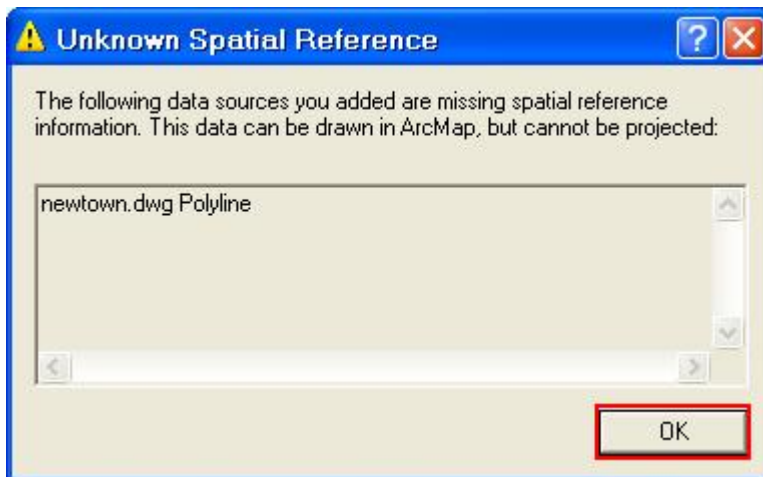 Unknown Spatial Reference
The following data sources you added are missing spatial reference
information. This data can be drawn in ArcMap, but cannot be projected:
newtown.dwg Polyline
OK